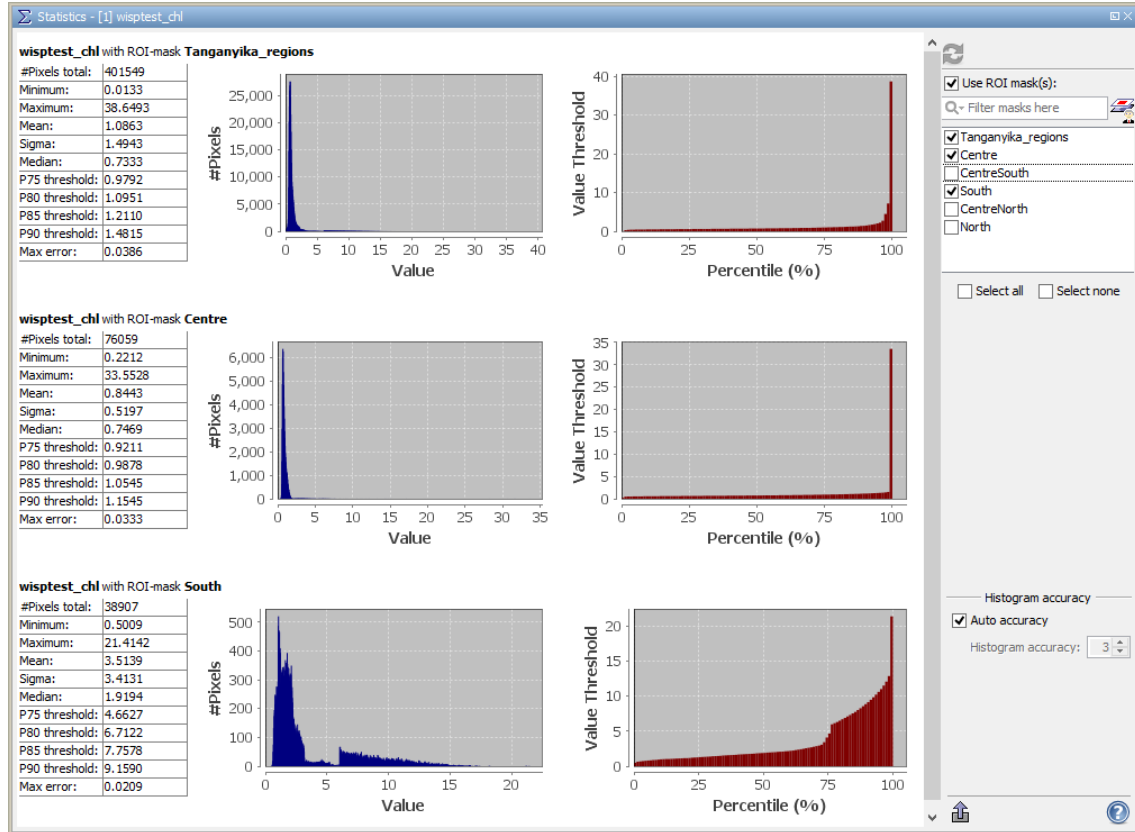 Statistics - [1] wisptest_chl
wisptest_chl with ROI-mask Tanganyika_regions
#Pixels total: 401549
Minimum: 0.0133
Maximum: 38.6493
Mean: 1.0863
Sigma: 1.4943
Median: 0.7333
P75 threshold: 0.9792
P80 threshold: 1.0951
P85 threshold: 1.2110
P90 threshold: 1.4815
Max error: 0.0386
#Pixels
25,000
20,000
15,000
10,000
5,000
0
0 5 10 15 20 25 30 35 40
Value
Value Threshold
40
30
20
10
0
0 25 50 75 100
Percentile (%)
wisptest_chl with ROI-mask Centre
#Pixels total: 76059
Minimum: 0.2212
Maximum: 33.5528
Mean: 0.8443
Sigma: 0.5197
Median: 0.7469
P75 threshold: 0.9211
P80 threshold: 0.9878
P85 threshold: 1.0545
P90 threshold: 1.1545
Max error: 0.0333
#Pixels
6,000
5,000
4,000
3,000
2,000
1,000
0
0 5 10 15 20 25 30 35
Value
Value Threshold
35
30
25
20
15
10
5
0
0 25 50 75 100
Percentile (%)
wisptest_chl with ROI-mask South
#Pixels total: 38907
Minimum: 0.5009
Maximum: 21.4142
Mean: 3.5139
Sigma: 3.4131
Median: 1.9194
P75 threshold: 4.6627
P80 threshold: 6.7122
P85 threshold: 7.7578
P90 threshold: 9.1590
Max error: 0.0209
#Pixels
500
400
300
200
100
0
0 5 10 15 20
Value
Value Threshold
20
15
10
5
0
0 25 50 75 100
Percentile (%)
Use ROI mask(s):
Filter masks here
Tanganyika_regions
Centre
CentreSouth
South
CentreNorth
North
Select all Select none
Histogram accuracy
Auto accuracy
Histogram accuracy: 3